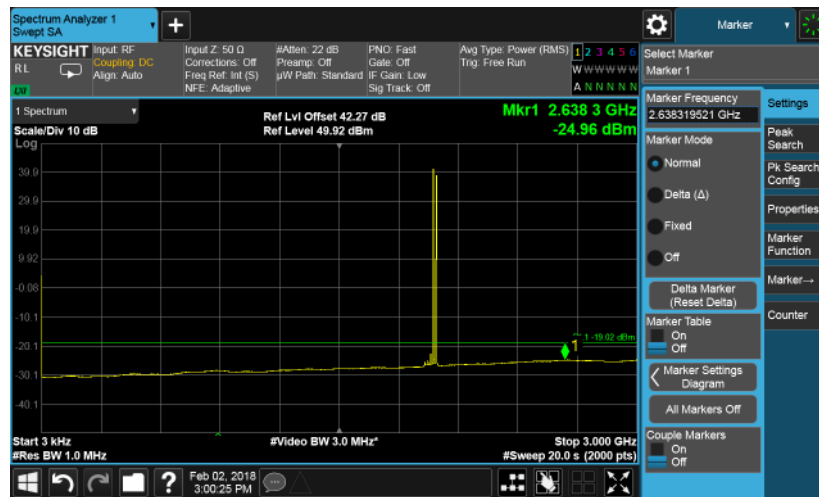 Spectrum Analyzer 1
Swept SA
+
Marker
KEYSIGHT
RL
LXI
Input: RF
Coupling: DC
Align: Auto
Input Z: 50 Ω
Corrections: Off
Freq Ref: Int (S)
NFE: Adaptive
#Atten: 22 dB
Preamp: Off
µW Path: Standard
PNO: Fast
Gate: Off
IF Gain: Low
Sig Track: Off
Avg Type: Power (RMS)
Trig: Free Run
1 2 3 4 5 6
W W W W W W
A N N N N N
1 Spectrum
Scale/Div 10 dB
Log
Ref Lvl Offset 42.27 dB
Ref Level 49.92 dBm
Mkr1 2.638 3 GHz
-24.96 dBm
39.9
29.9
19.9
9.92
-0.08
-10.1
-20.1
-30.1
-40.1
1 -19.02 dBm
1
Start 3 kHz
#Res BW 1.0 MHz
#Video BW 3.0 MHz*
Stop 3.000 GHz
#Sweep 20.0 s (2000 pts)
Select Marker
Marker 1
Marker Frequency
2.638319521 GHz
Marker Mode
Normal
Delta (Δ)
Fixed
Off
Delta Marker
(Reset Delta)
Marker Table
On
Off
Marker Settings
Diagram
All Markers Off
Couple Markers
On
Off
Settings
Peak
Search
Pk Search
Config
Properties
Marker
Function
Marker→
Counter
?
Feb 02, 2018
3:00:25 PM